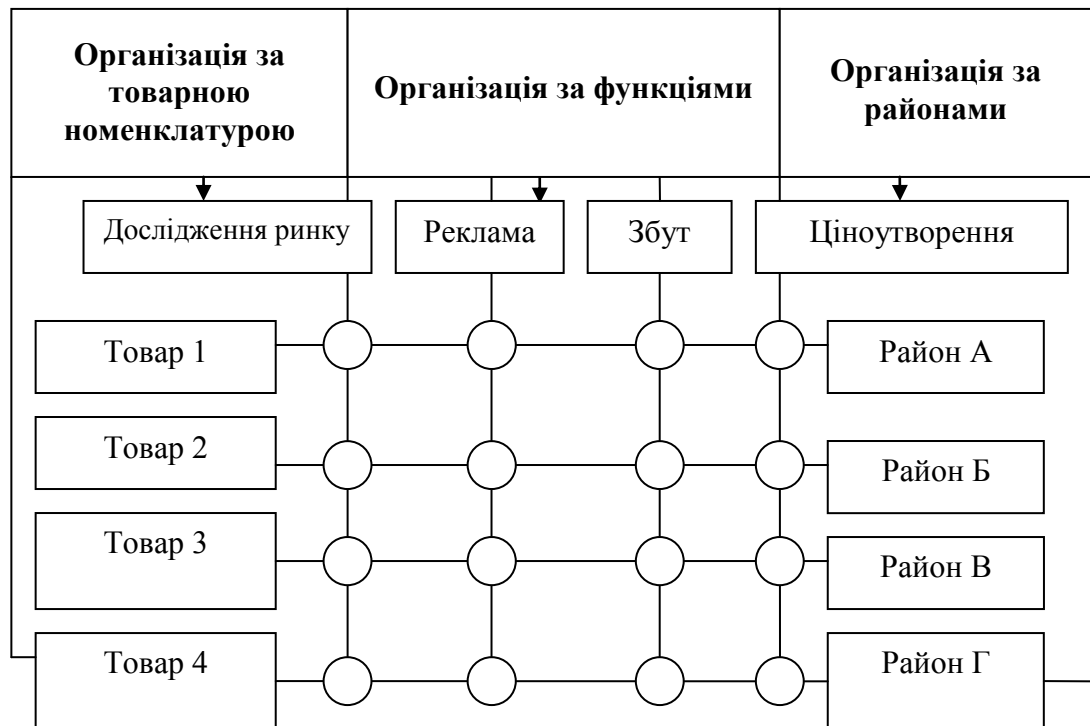 Організація за
товарною
номенклатурою
Організація за функціями
Організація за
районами
Дослідження ринку
Реклама
Збут
Ціноутворення
Товар 1
Район А
Товар 2
Район Б
Товар 3
Район В
Товар 4
Район Г